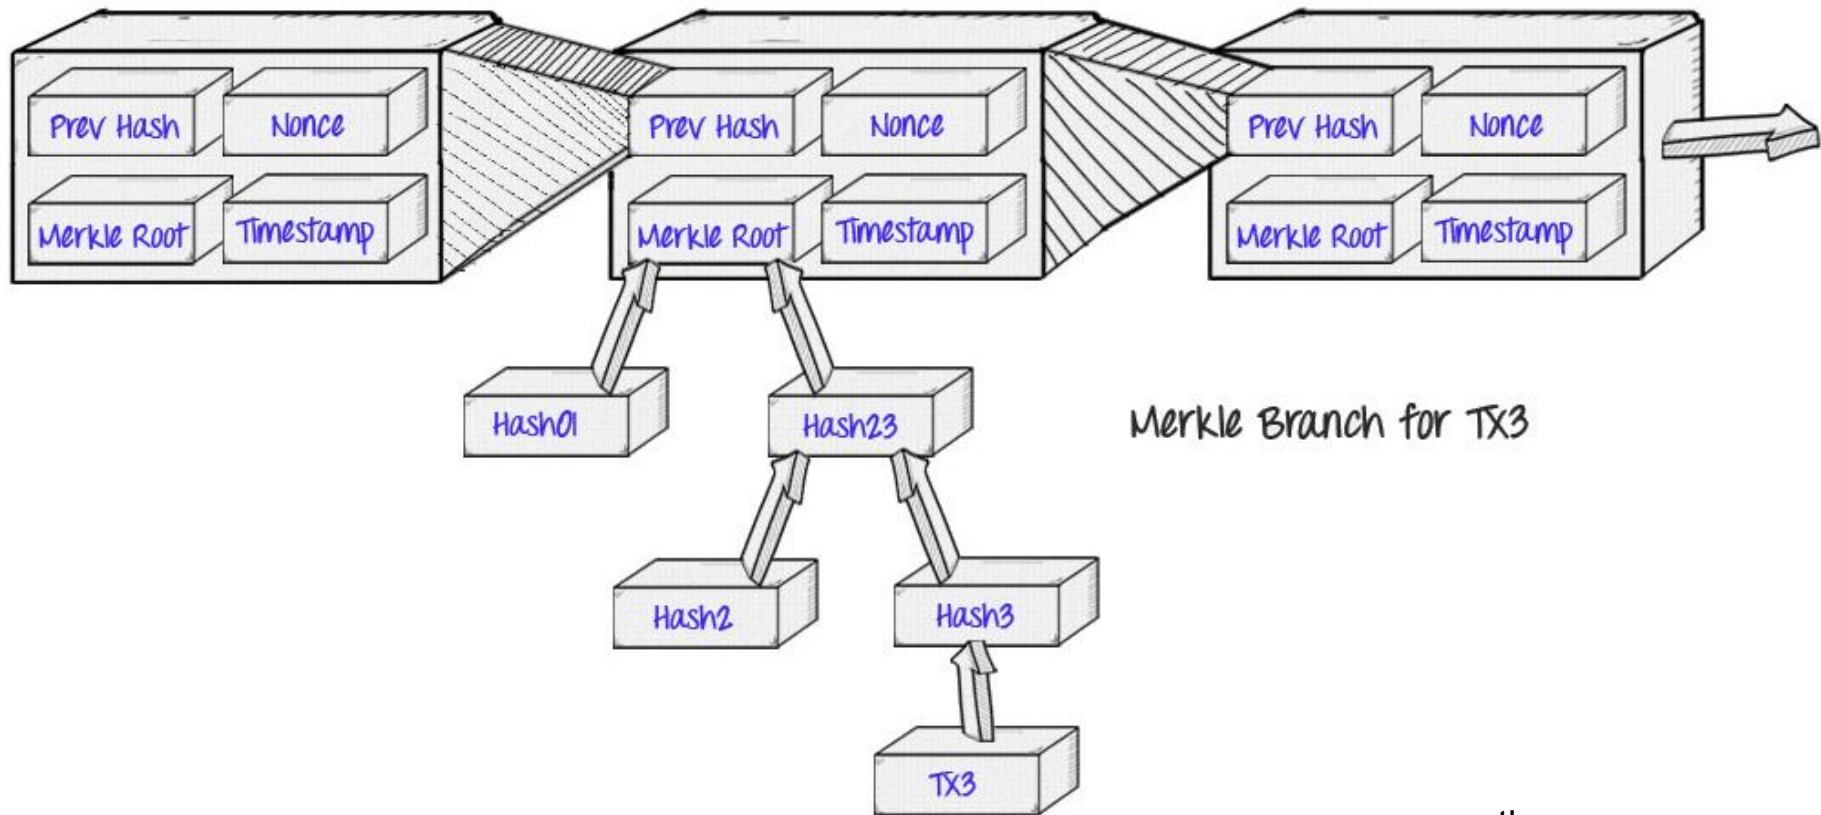 Prev Hash
Nonce
Prev Hash
Nonce
Prev Hash
Nonce
Merkle Root
Timestamp
Merkle Root
Timestamp
Merkle Root
Timestamp
Hash01
Hash23
Merkle Branch for TX3
Hash2
Hash3
TX3